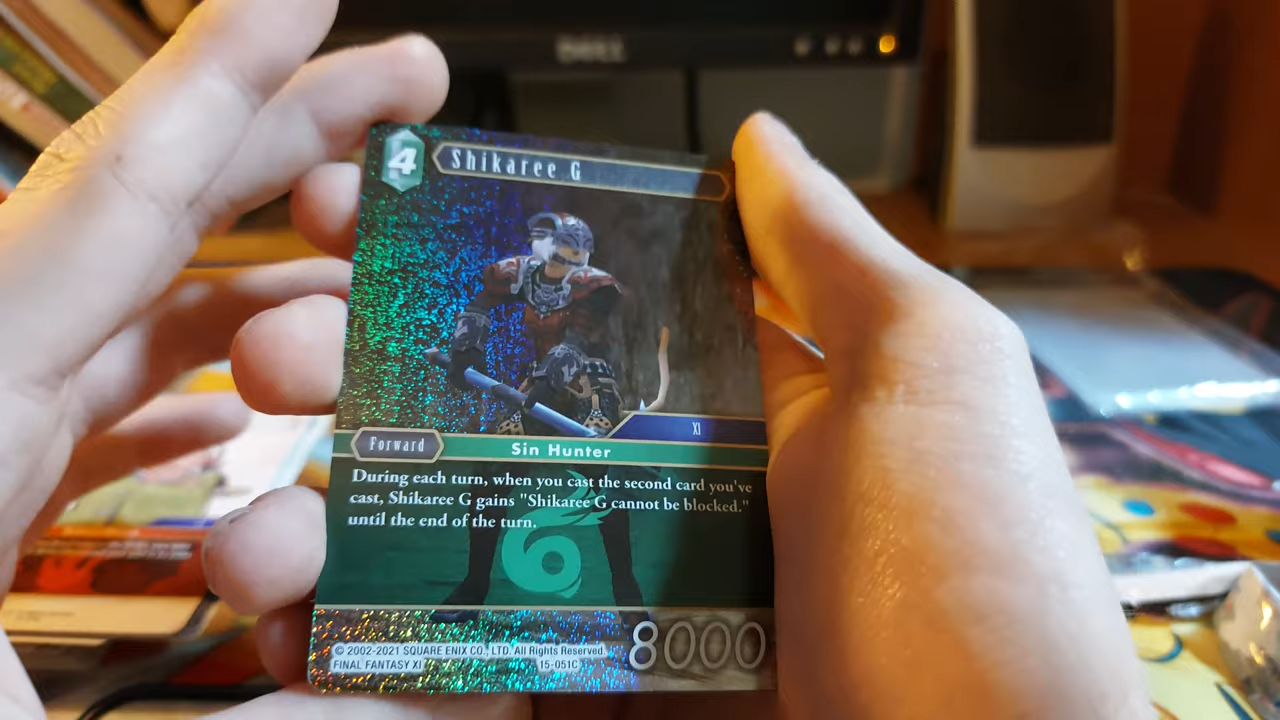 DELL
4
Shikaree G
XI
Forward
Sin Hunter
During each turn, when you cast the second card you've
cast, Shikaree G gains "Shikaree G cannot be blocked."
until the end of the turn.
8000
© 2002-2021 SQUARE ENIX CO., LTD. All Rights Reserved.
FINAL FANTASY XI
15-051C